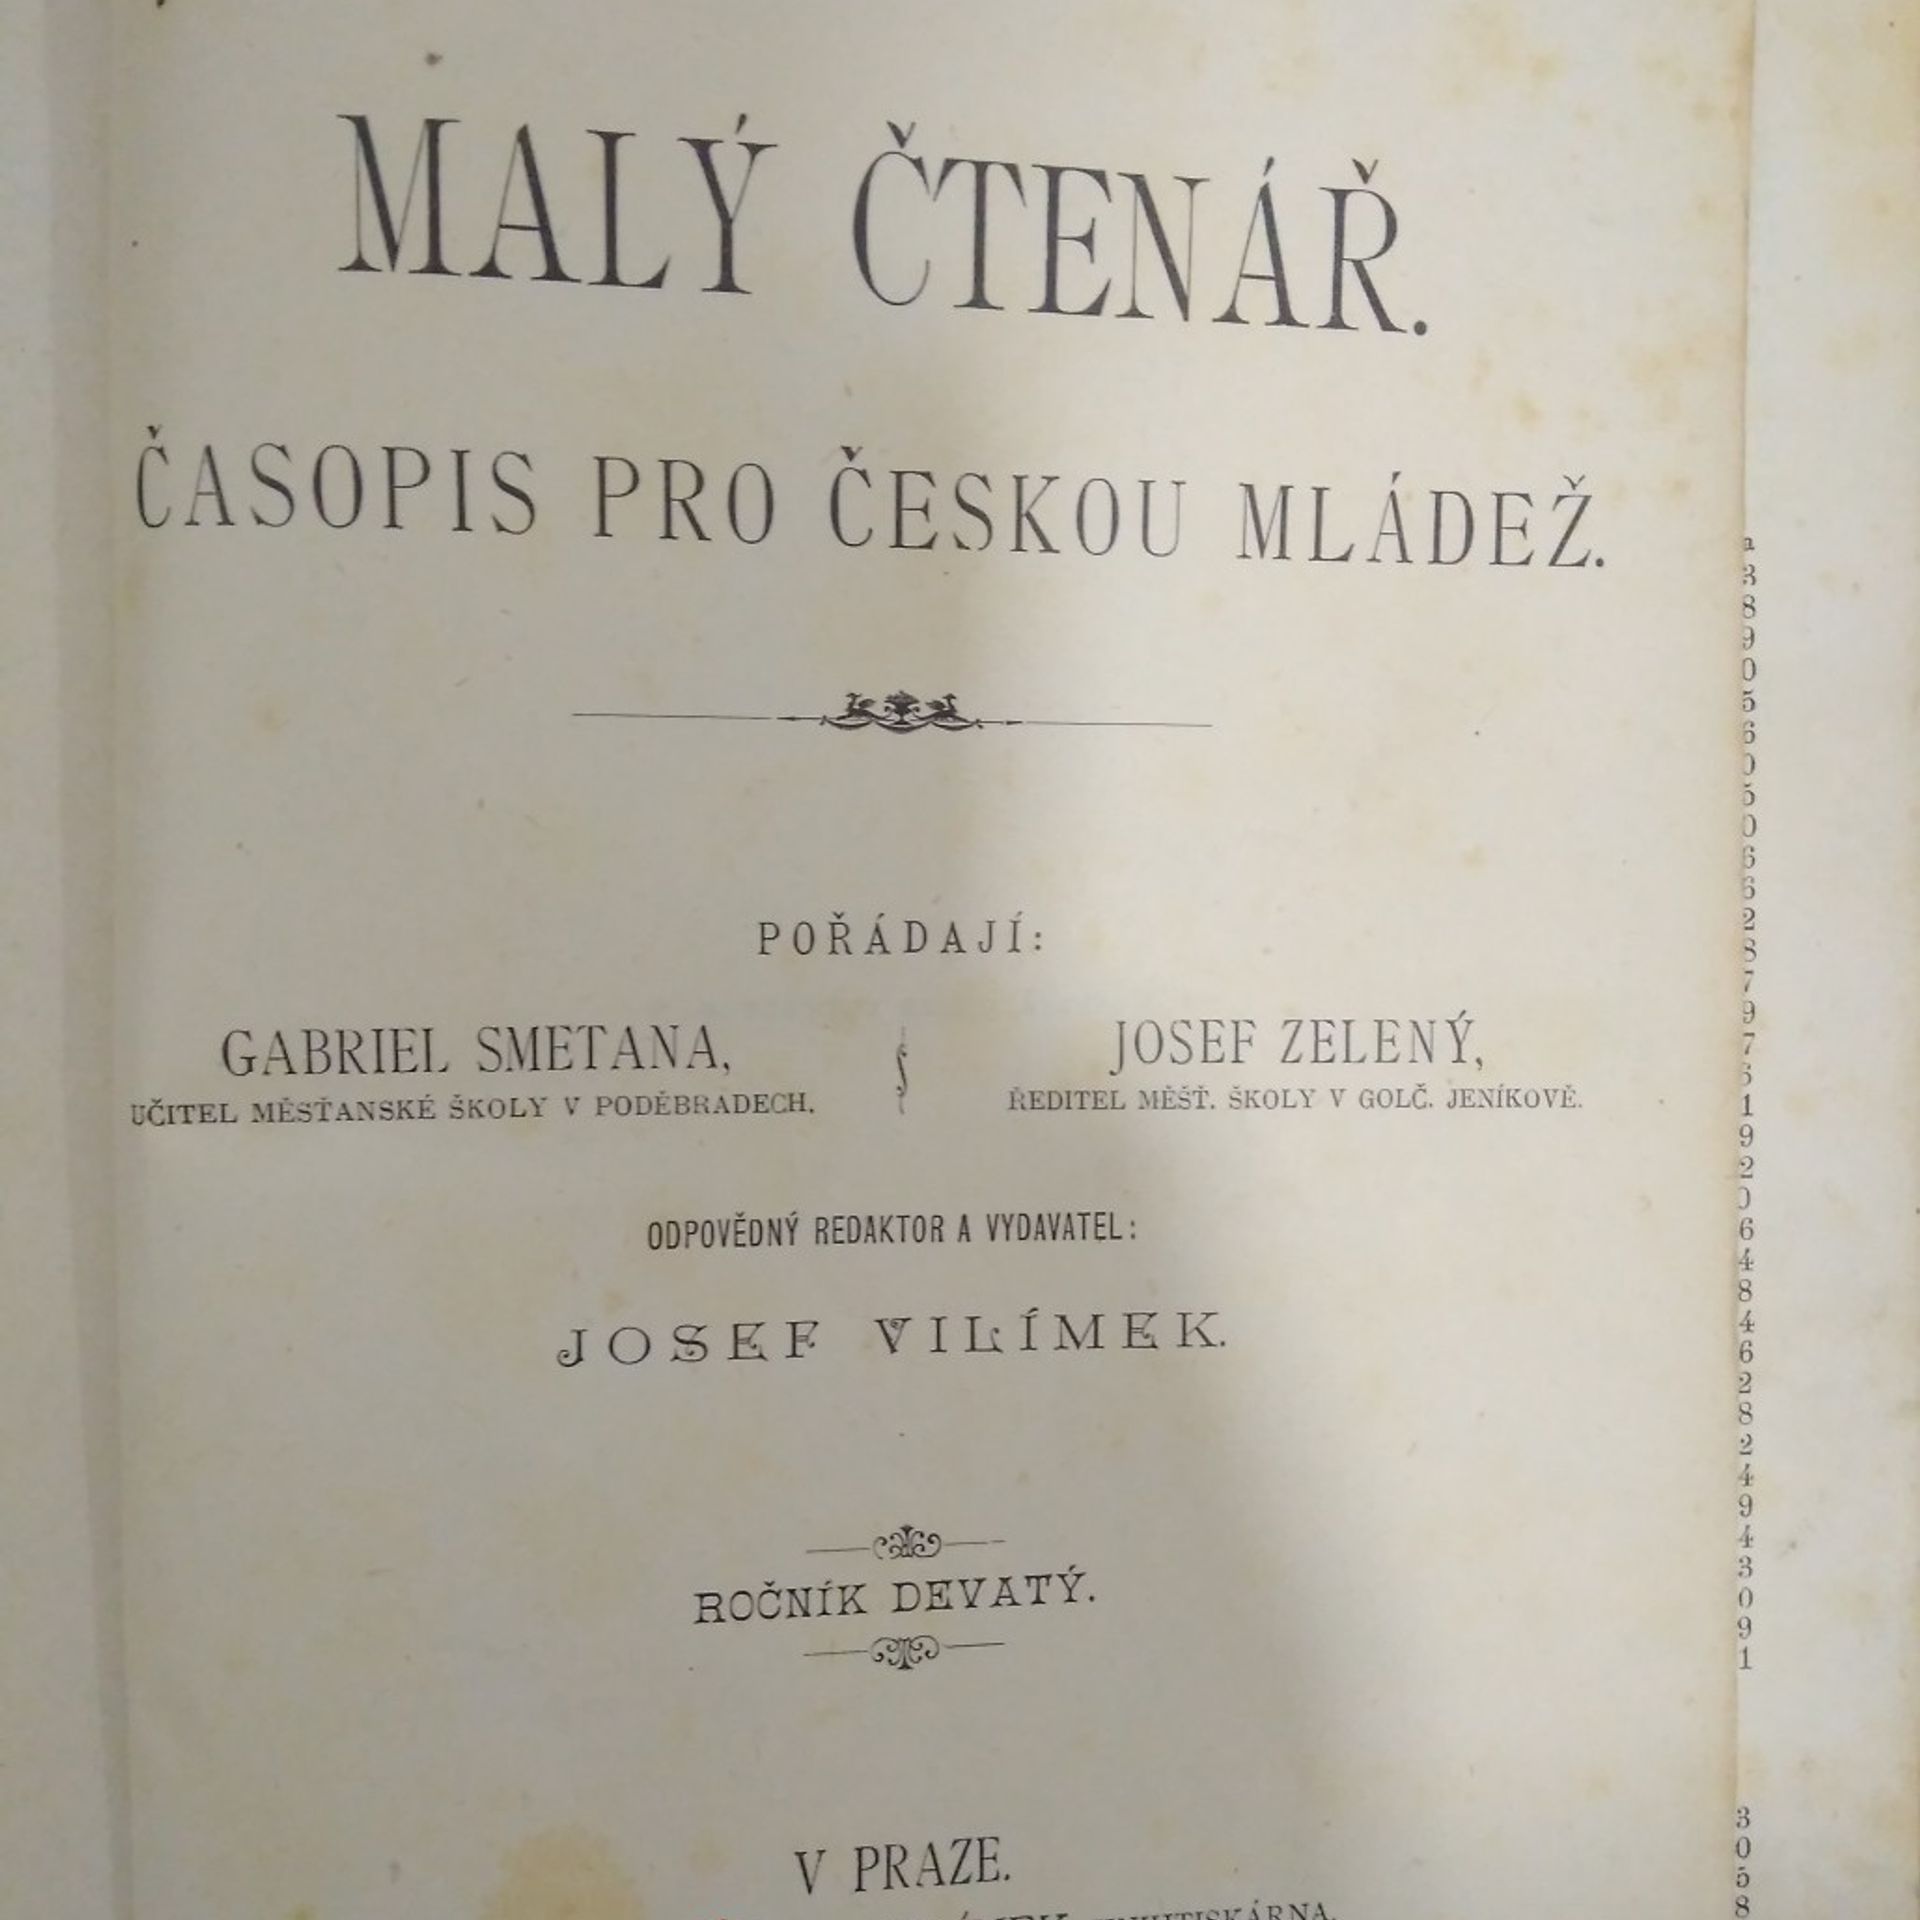 MALÝ ČTENÁŘ.
ČASOPIS PRO ČESKOU MLÁDEŽ.
POŘÁDAJÍ:
GABRIEL SMETANA,
UČITEL MĚSŤANSKÉ ŠKOLY V PODĚBRADECH.
JOSEF ZELENÝ,
ŘEDITEL MĚŠŤ. ŠKOLY V GOLČ. JENÍKOVĚ.
ODPOVĚDNÝ REDAKTOR A VYDAVATEL:
JOSEF VILÍMEK.
ROČNÍK DEVATÝ.
V PRAZE.